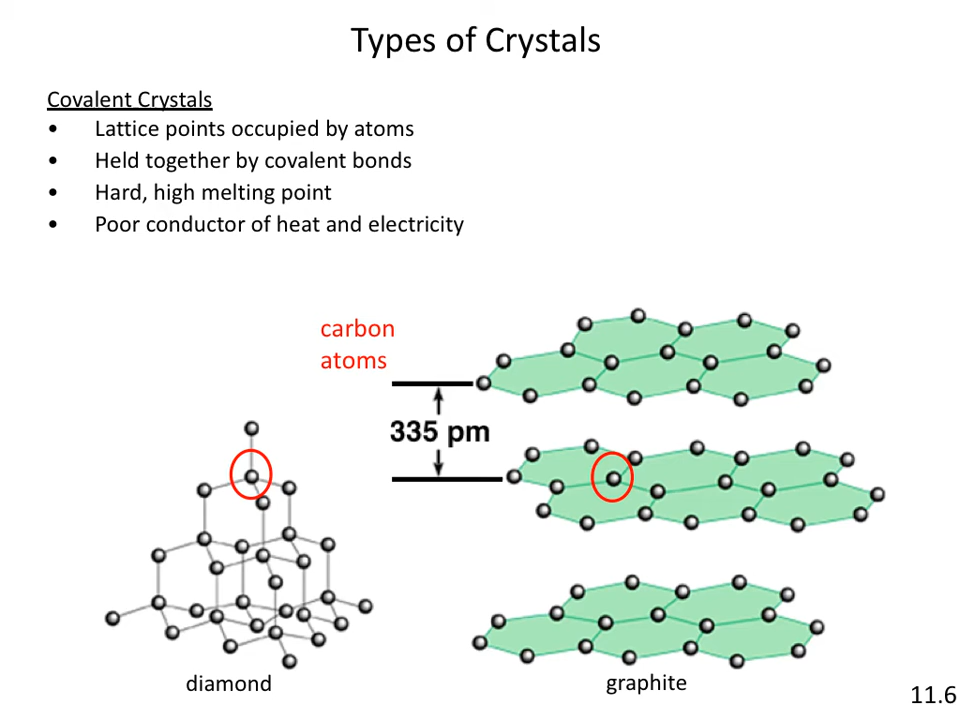 Types of Crystals
Covalent Crystals
• Lattice points occupied by atoms
• Held together by covalent bonds
• Hard, high melting point
• Poor conductor of heat and electricity
carbon
atoms
335 pm
diamond
graphite
11.6